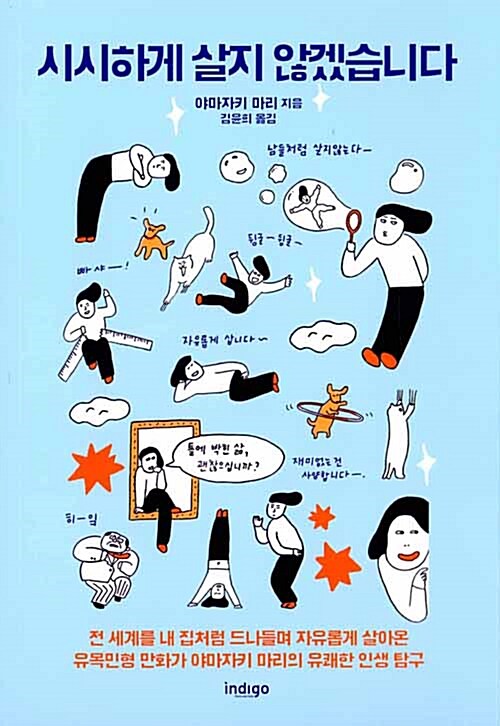 시시하게 살지 않겠습니다
야마자키 마리 지음
김윤희 옮김
남들처럼 살지않는다—
뒹굴—뒹굴~
빠샤—!
자유롭게 삽니다~
틀에 박힌 삶,
괜찮으십니까?
재미없는건
사양합니다—.
히—잌
전 세계를 내 집처럼 드나들며 자유롭게 살아온
유목민형 만화가 야마자키 마리의 유쾌한 인생 탐구
indigo